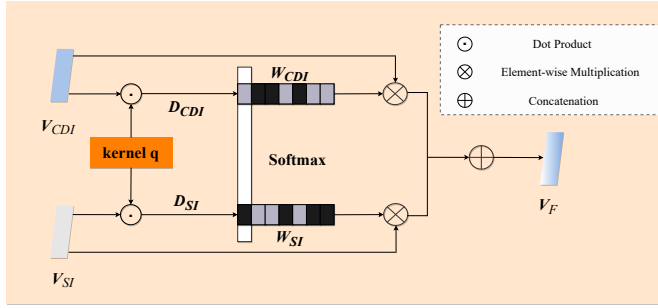 W_CDI
Dot Product
Element-wise Multiplication
Concatenation
D_CDI
V_CDI
kernel q
Softmax
D_SI
W_SI
V_F
V_SI